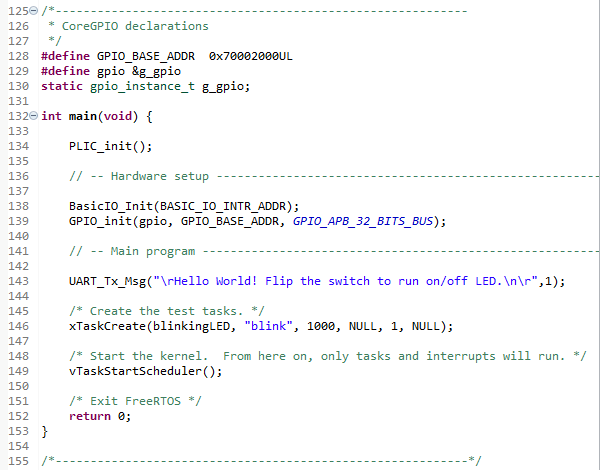 125 /*------------------------------------------------------------
126  * CoreGPIO declarations
127  */
128 #define GPIO_BASE_ADDR  0x70002000UL
129 #define gpio &g_gpio
130 static gpio_instance_t g_gpio;
131
132 int main(void) {
133
134     PLIC_init();
135
136     // -- Hardware setup --------------------------------------------------------
137
138     BasicIO_Init(BASIC_IO_INTR_ADDR);
139     GPIO_init(gpio, GPIO_BASE_ADDR, GPIO_APB_32_BITS_BUS);
140
141     // -- Main program ----------------------------------------------------------
142
143     UART_Tx_Msg("\rHello World! Flip the switch to run on/off LED.\n\r",1);
144
145     /* Create the test tasks. */
146     xTaskCreate(blinkingLED, "blink", 1000, NULL, 1, NULL);
147
148     /* Start the kernel.  From here on, only tasks and interrupts will run. */
149     vTaskStartScheduler();
150
151     /* Exit FreeRTOS */
152     return 0;
153 }
154
155 /*------------------------------------------------------------*/